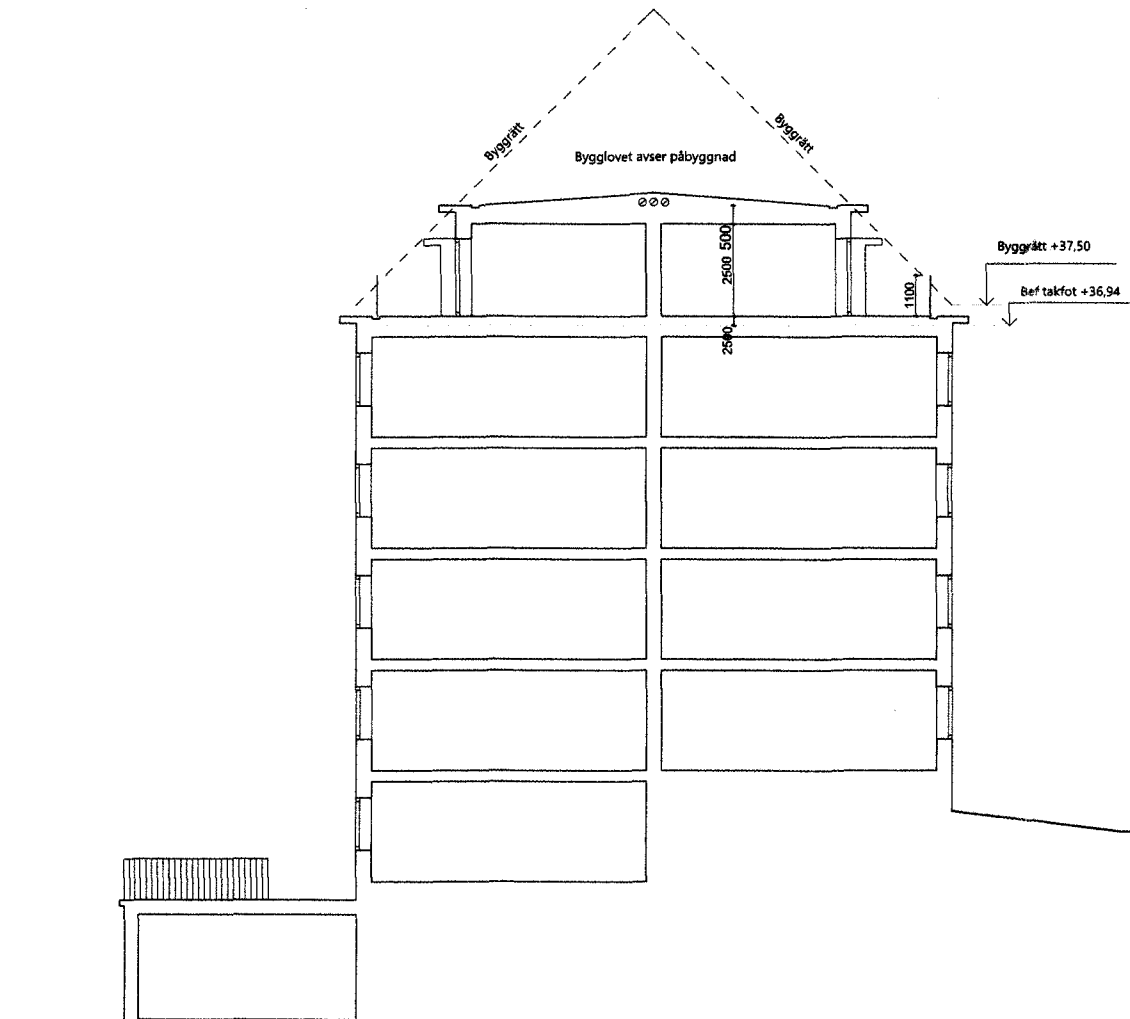 Byggrätt
Byggrätt
Bygglovet avser påbyggnad
2500 500
Byggrätt +37,50
1100
Bef takfot +36,94
2500